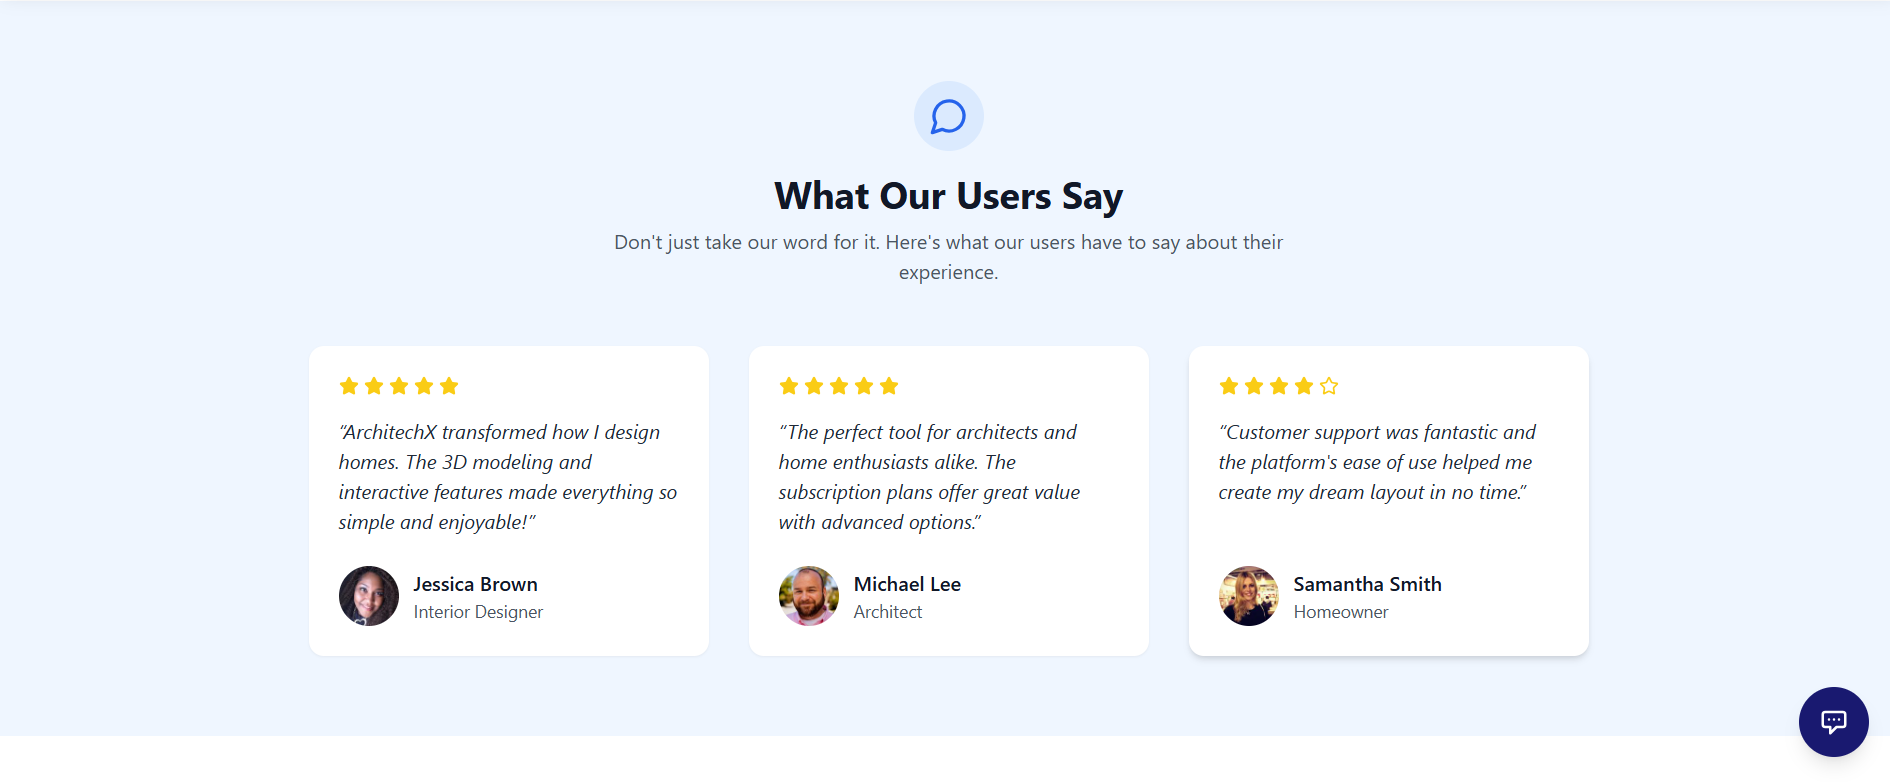 What Our Users Say
Don't just take our word for it. Here's what our users have to say about their
experience.
“ArchitechX transformed how I design
homes. The 3D modeling and
interactive features made everything so
simple and enjoyable!”
Jessica Brown
Interior Designer
“The perfect tool for architects and
home enthusiasts alike. The
subscription plans offer great value
with advanced options.”
Michael Lee
Architect
“Customer support was fantastic and
the platform's ease of use helped me
create my dream layout in no time.”
Samantha Smith
Homeowner